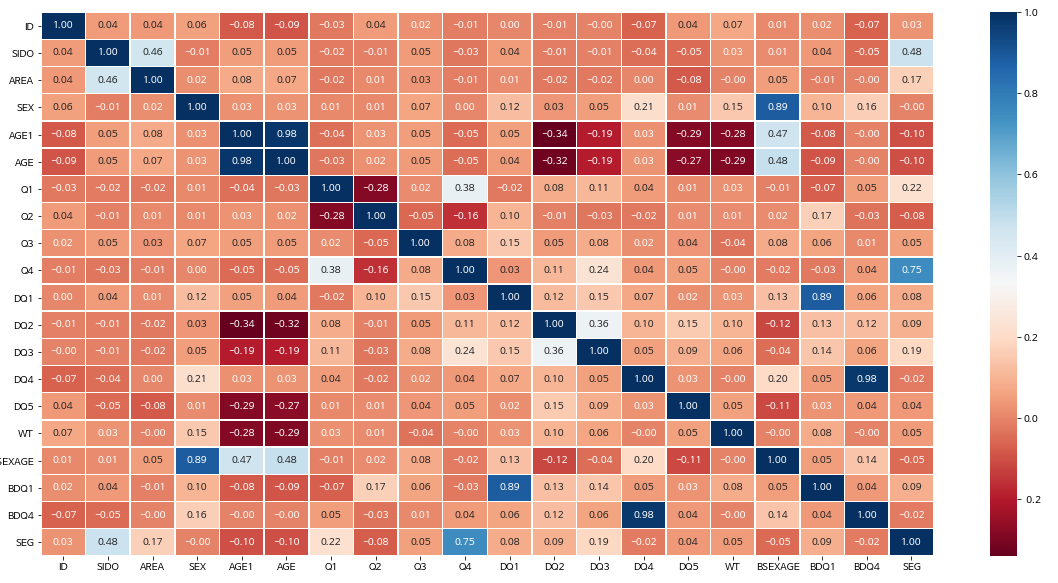 ID 1.00 0.04 0.04 0.06 −0.08 −0.09 −0.03 0.04 0.02 −0.01 0.00 −0.01 −0.00 −0.07 0.04 0.07 0.01 0.02 −0.07 0.03
SIDO 0.04 1.00 0.46 −0.01 0.05 0.05 −0.02 −0.01 0.05 −0.03 0.04 −0.01 −0.01 −0.04 −0.05 0.03 0.01 0.04 −0.05 0.48
AREA 0.04 0.46 1.00 0.02 0.08 0.07 −0.02 0.01 0.03 −0.01 0.01 −0.02 −0.02 0.00 −0.08 −0.00 0.05 −0.01 −0.00 0.17
SEX 0.06 −0.01 0.02 1.00 0.03 0.03 0.01 0.01 0.07 0.00 0.12 0.03 0.05 0.21 0.01 0.15 0.89 0.10 0.16 −0.00
AGE1 −0.08 0.05 0.08 0.03 1.00 0.98 −0.04 0.03 0.05 −0.05 0.05 −0.34 −0.19 0.03 −0.29 −0.28 0.47 −0.08 −0.00 −0.10
AGE −0.09 0.05 0.07 0.03 0.98 1.00 −0.03 0.02 0.05 −0.05 0.04 −0.32 −0.19 0.03 −0.27 −0.29 0.48 −0.09 −0.00 −0.10
Q1 −0.03 −0.02 −0.02 0.01 −0.04 −0.03 1.00 −0.28 0.02 0.38 −0.02 0.08 0.11 0.04 0.01 0.03 −0.01 −0.07 0.05 0.22
Q2 0.04 −0.01 0.01 0.01 0.03 0.02 −0.28 1.00 −0.05 −0.16 0.10 −0.01 −0.03 −0.02 0.01 0.01 0.02 0.17 −0.03 −0.08
Q3 0.02 0.05 0.03 0.07 0.05 0.05 0.02 −0.05 1.00 0.08 0.15 0.05 0.08 0.02 0.04 −0.04 0.08 0.06 0.01 0.05
Q4 −0.01 −0.03 −0.01 0.00 −0.05 −0.05 0.38 −0.16 0.08 1.00 0.03 0.11 0.24 0.04 0.05 −0.00 −0.02 −0.03 0.04 0.75
DQ1 0.00 0.04 0.01 0.12 0.05 0.04 −0.02 0.10 0.15 0.03 1.00 0.12 0.15 0.07 0.02 0.03 0.13 0.89 0.06 0.08
DQ2 −0.01 −0.01 −0.02 0.03 −0.34 −0.32 0.08 −0.01 0.05 0.11 0.12 1.00 0.36 0.10 0.15 0.10 −0.12 0.13 0.12 0.09
DQ3 −0.00 −0.01 −0.02 0.05 −0.19 −0.19 0.11 −0.03 0.08 0.24 0.15 0.36 1.00 0.05 0.09 0.06 −0.04 0.14 0.06 0.19
DQ4 −0.07 −0.04 0.00 0.21 0.03 0.03 0.04 −0.02 0.02 0.04 0.07 0.10 0.05 1.00 0.03 −0.00 0.20 0.05 0.98 −0.02
DQ5 0.04 −0.05 −0.08 0.01 −0.29 −0.27 0.01 0.01 0.04 0.05 0.02 0.15 0.09 0.03 1.00 0.05 −0.11 0.03 0.04 0.04
WT 0.07 0.03 −0.00 0.15 −0.28 −0.29 0.03 0.01 −0.04 −0.00 0.03 0.10 0.06 −0.00 0.05 1.00 −0.00 0.08 −0.00 0.05
SEXAGE 0.01 0.01 0.05 0.89 0.47 0.48 −0.01 0.02 0.08 −0.02 0.13 −0.12 −0.04 0.20 −0.11 −0.00 1.00 0.05 0.14 −0.05
BDQ1 0.02 0.04 −0.01 0.10 −0.08 −0.09 −0.07 0.17 0.06 −0.03 0.89 0.13 0.14 0.05 0.03 0.08 0.05 1.00 0.04 0.09
BDQ4 −0.07 −0.05 −0.00 0.16 −0.00 −0.00 0.05 −0.03 0.01 0.04 0.06 0.12 0.06 0.98 0.04 −0.00 0.14 0.04 1.00 −0.02
SEG 0.03 0.48 0.17 −0.00 −0.10 −0.10 0.22 −0.08 0.05 0.75 0.08 0.09 0.19 −0.02 0.04 0.05 −0.05 0.09 −0.02 1.00
ID SIDO AREA SEX AGE1 AGE Q1 Q2 Q3 Q4 DQ1 DQ2 DQ3 DQ4 DQ5 WT BSEXAGE BDQ1 BDQ4 SEG
1.0
0.8
0.6
0.4
0.2
0.0
−0.2